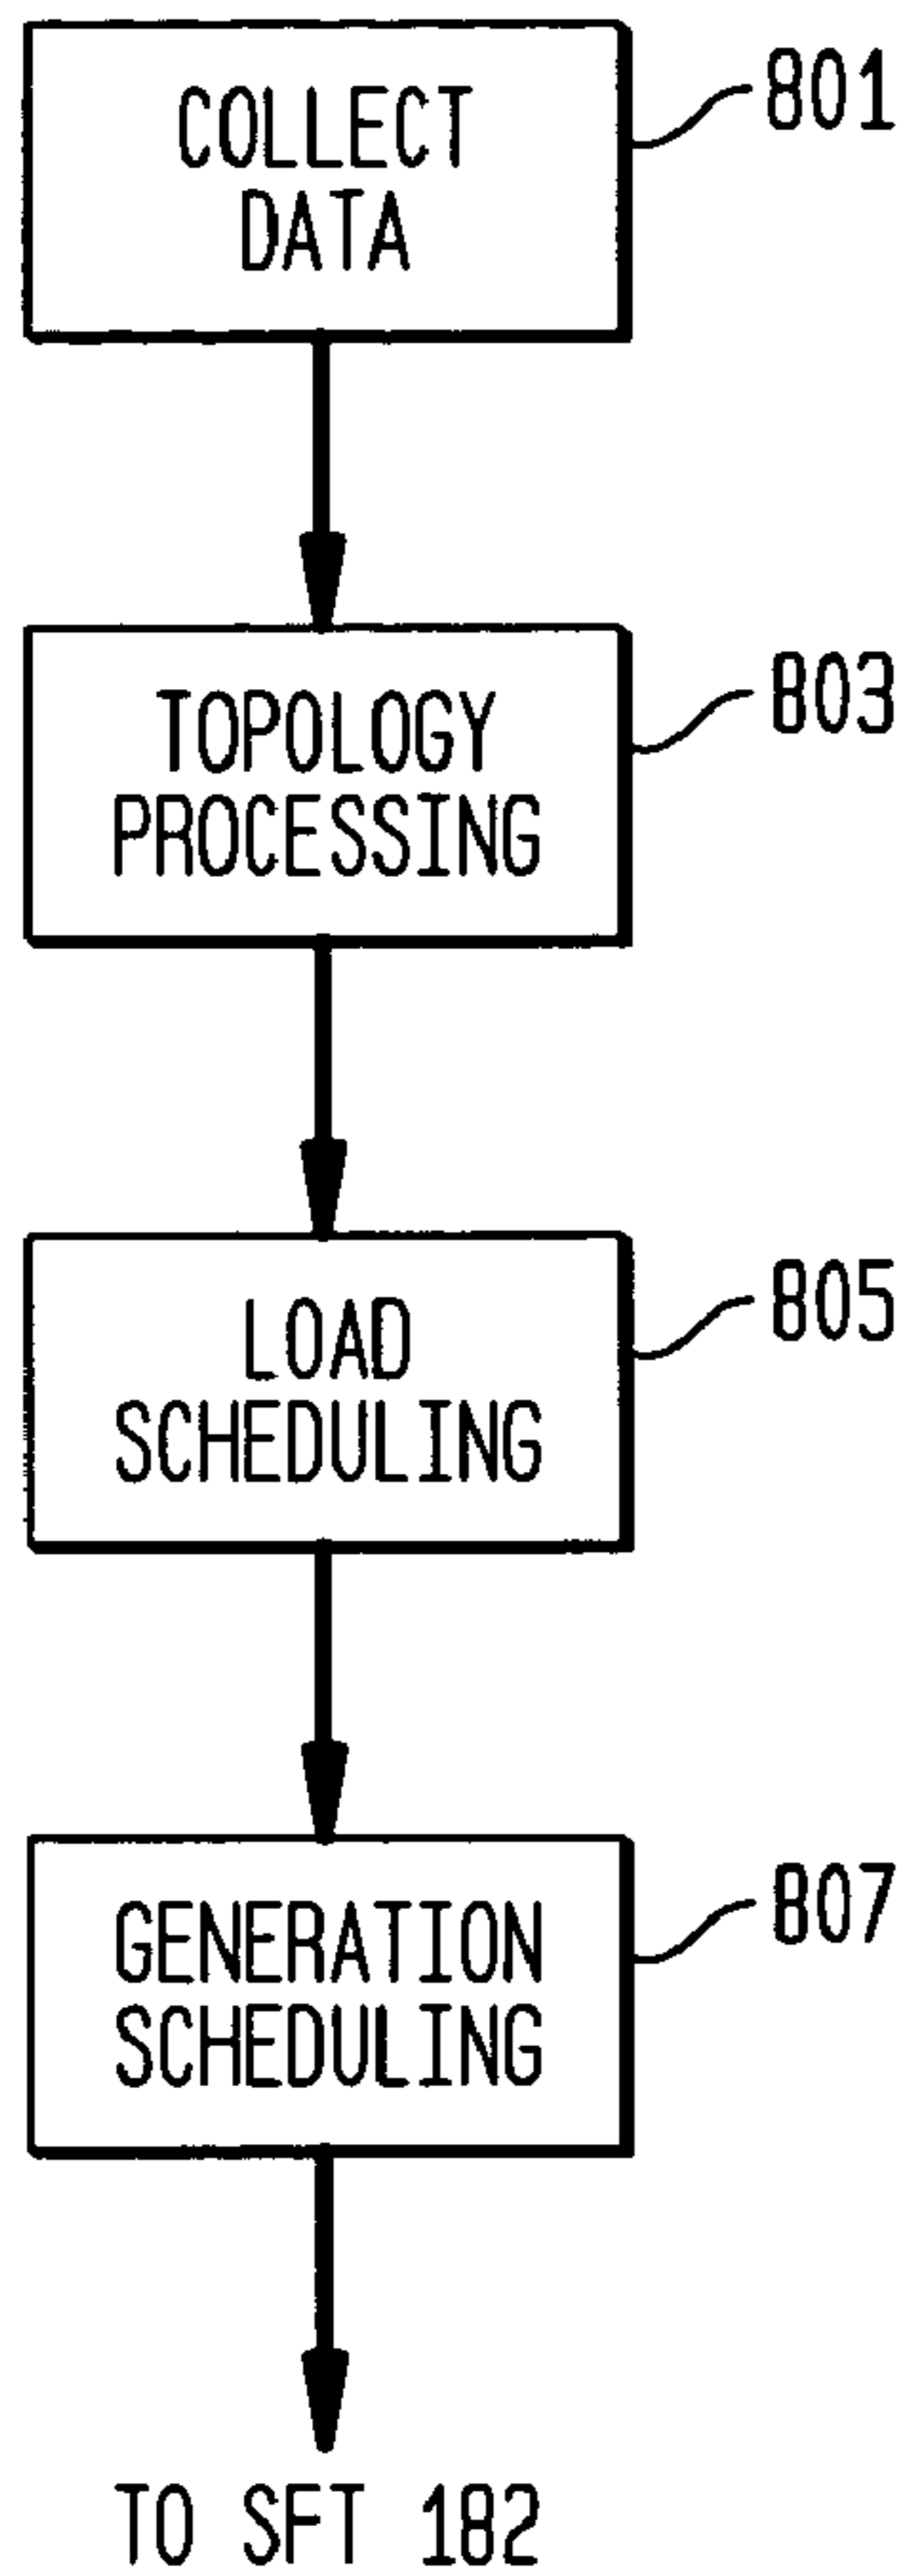 COLLECT
DATA
801
TOPOLOGY
PROCESSING
803
LOAD
SCHEDULING
805
GENERATION
SCHEDULING
807
TO SFT 182